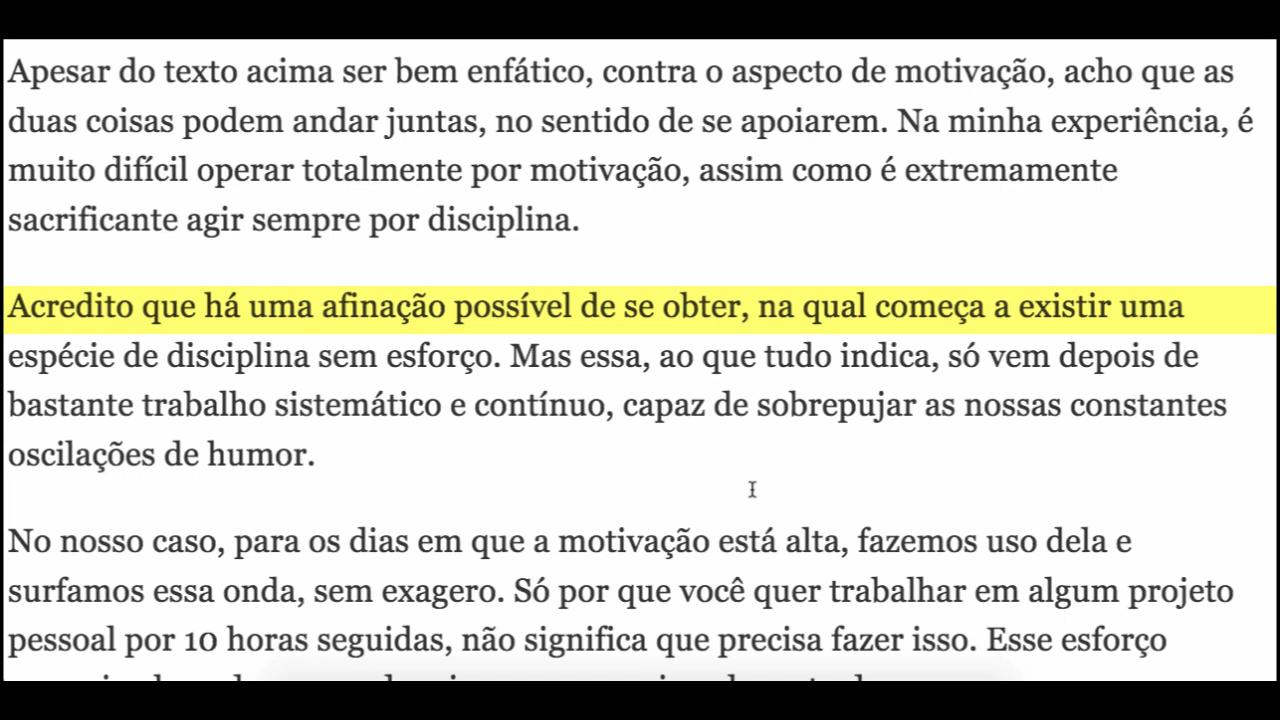 Apesar do texto acima ser bem enfático, contra o aspecto de motivação, acho que as
duas coisas podem andar juntas, no sentido de se apoiarem. Na minha experiência, é
muito difícil operar totalmente por motivação, assim como é extremamente
sacrificante agir sempre por disciplina.
Acredito que há uma afinação possível de se obter, na qual começa a existir uma
espécie de disciplina sem esforço. Mas essa, ao que tudo indica, só vem depois de
bastante trabalho sistemático e contínuo, capaz de sobrepujar as nossas constantes
oscilações de humor.
No nosso caso, para os dias em que a motivação está alta, fazemos uso dela e
surfamos essa onda, sem exagero. Só por que você quer trabalhar em algum projeto
pessoal por 10 horas seguidas, não significa que precisa fazer isso. Esse esforço